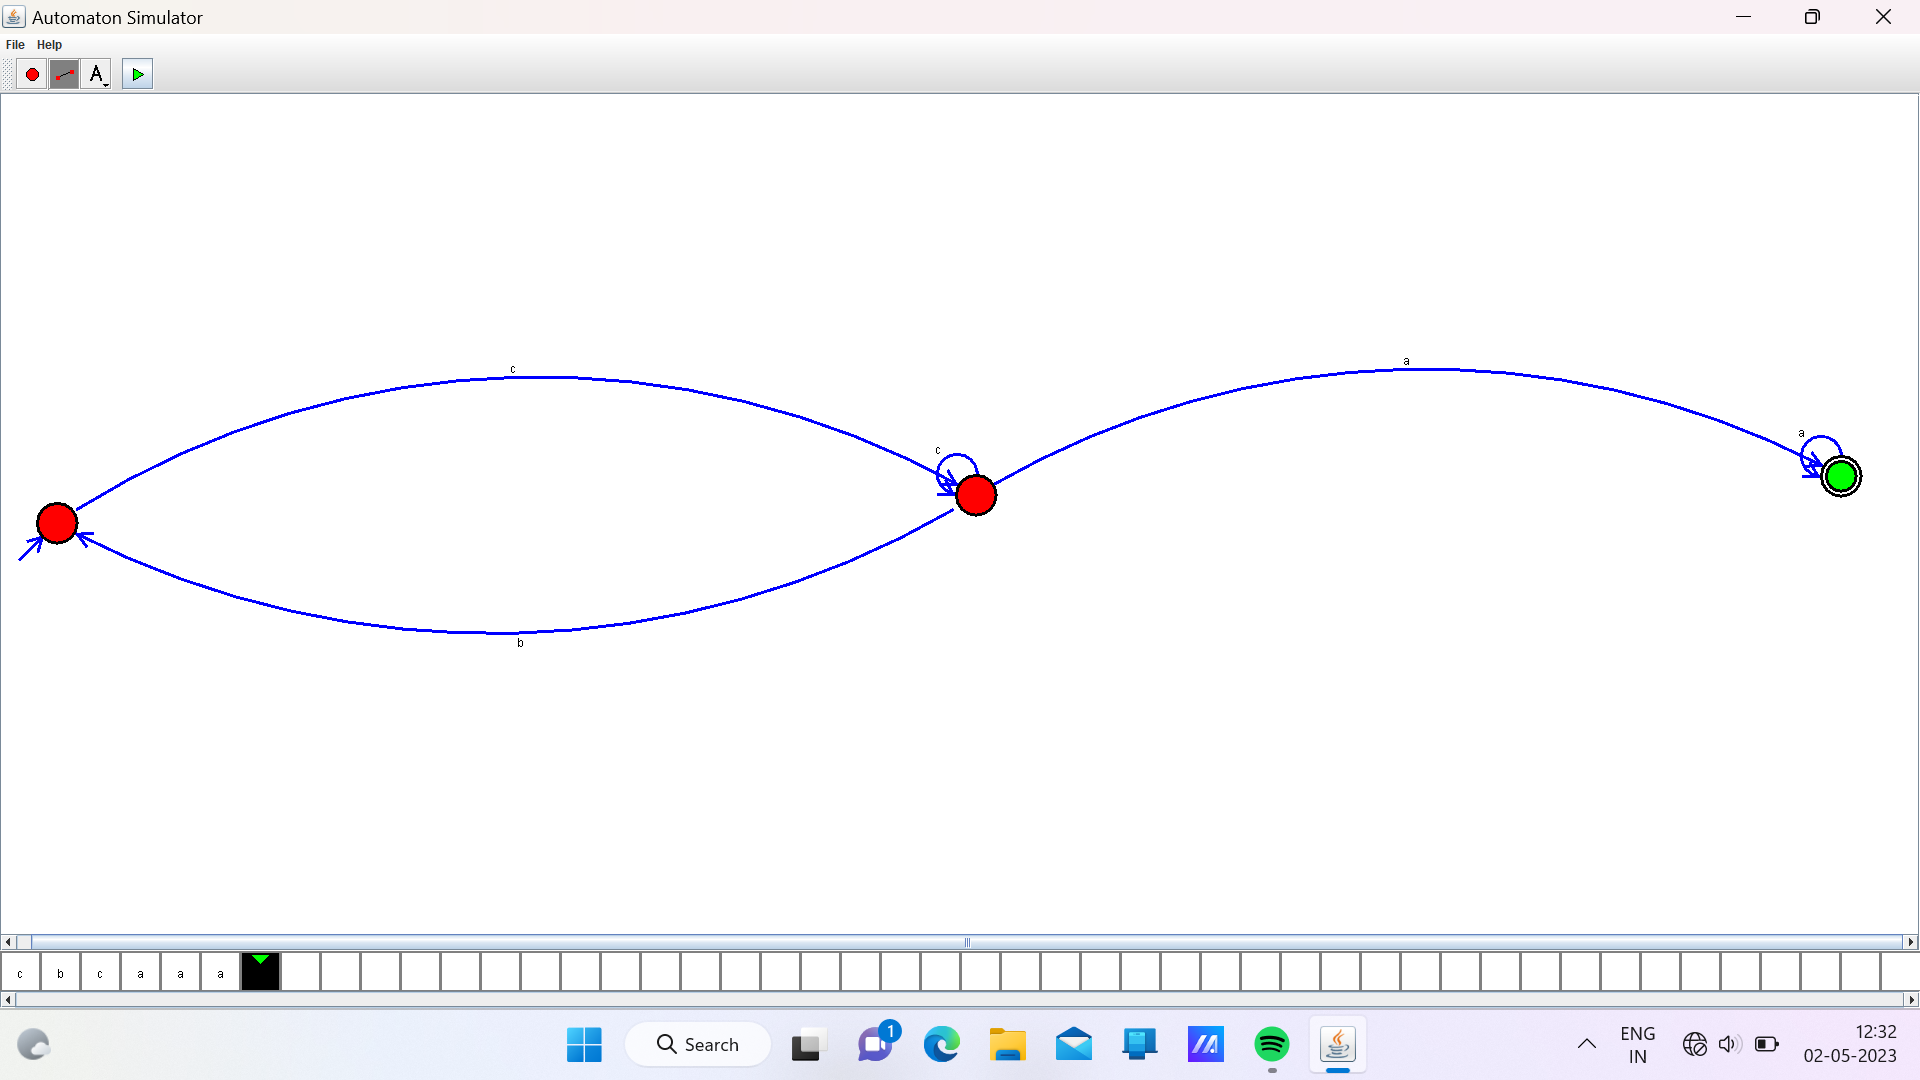 Automaton Simulator
File Help
A
c
a
c
a
b
c b c a a a
1
Search
ENG
IN
12:32
02-05-2023